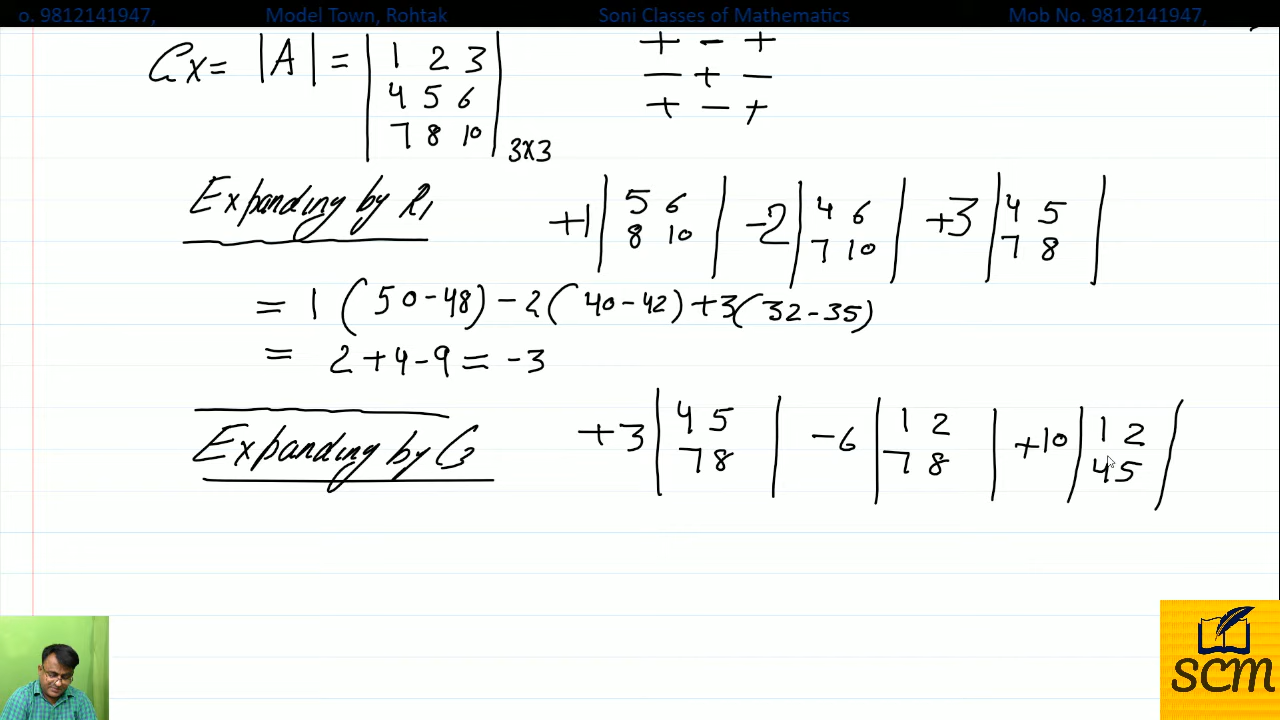 o. 9812141947, Model Town, Rohtak Soni Classes of Mathematics Mob No. 9812141947,
Ex= |A| = | 1 2 3 | + - +
| 4 5 6 | - + -
| 7 8 10 | 3x3 + - +
Expanding by R1 +1 | 5 6 | -2 | 4 6 | +3 | 4 5 |
| 8 10 | | 7 10 | | 7 8 |
= 1 (50-48) - 2(40-42) + 3(32-35)
= 2+4-9 = -3
Expanding by C3 +3 | 4 5 | -6 | 1 2 | +10 | 1 2 |
| 7 8 | | 7 8 | | 4 5 |
SCM